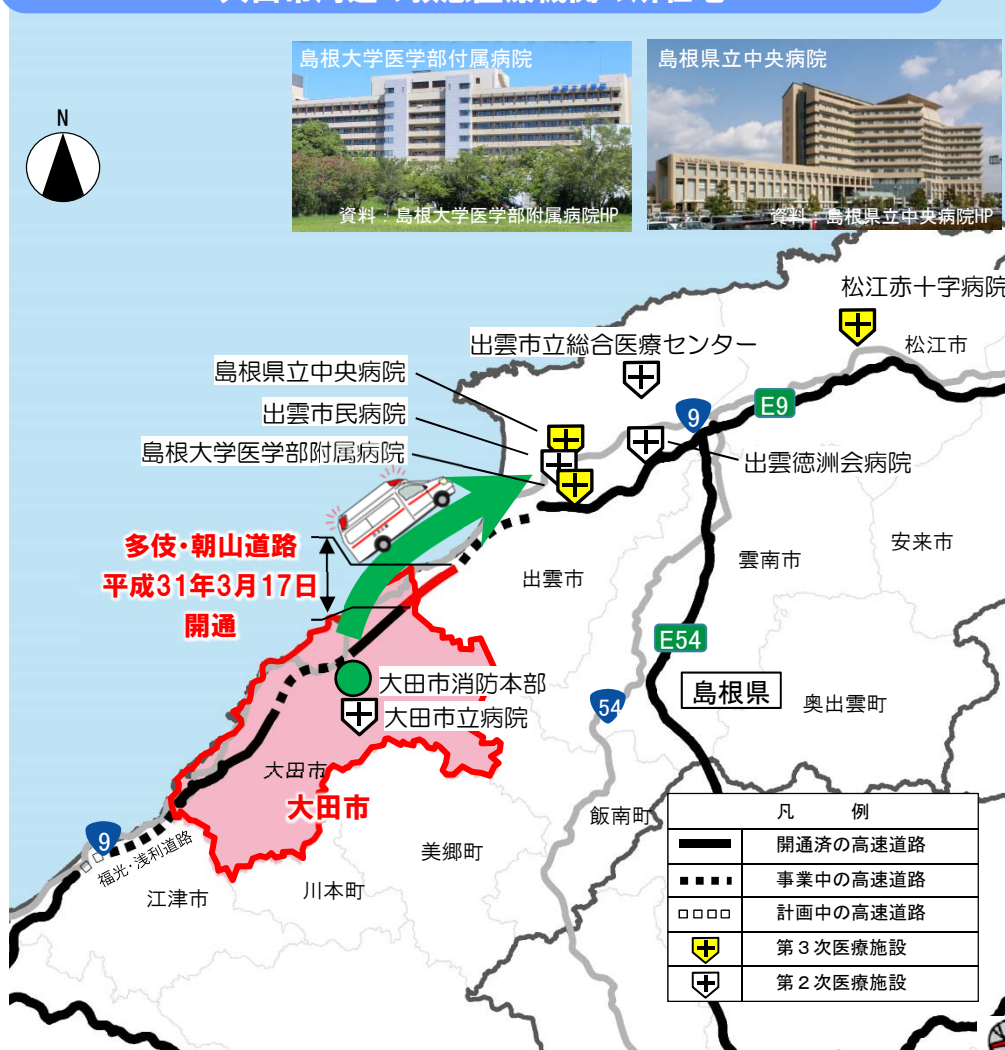 島根大学医学部付属病院
資料：島根大学医学部附属病院HP
島根県立中央病院
資料：島根県立中央病院HP
N
松江赤十字病院
松江市
出雲市立総合医療センター
島根県立中央病院
出雲市民病院
島根大学医学部附属病院
9
E9
出雲徳洲会病院
多伎・朝山道路
平成31年3月17日
開通
出雲市
雲南市
安来市
E54
大田市消防本部
大田市立病院
54
島根県
奥出雲町
大田市
大田市
飯南町
9
福光・浅利道路
美郷町
川本町
江津市
凡　例
開通済の高速道路
事業中の高速道路
計画中の高速道路
第３次医療施設
第２次医療施設